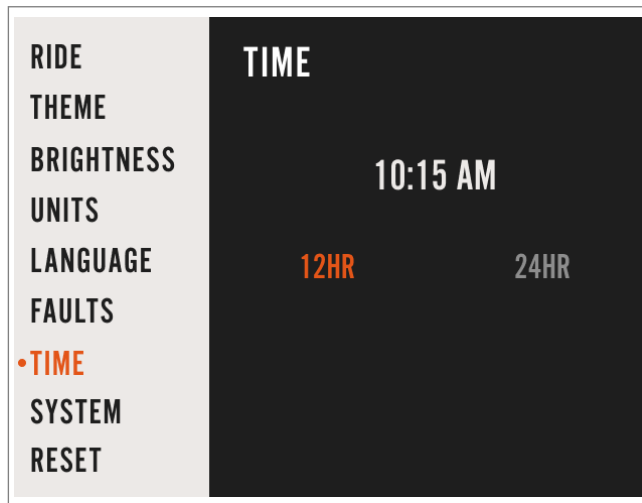 RIDE
THEME
BRIGHTNESS
UNITS
LANGUAGE
FAULTS
TIME
SYSTEM
RESET
TIME
10:15 AM
12HR 24HR